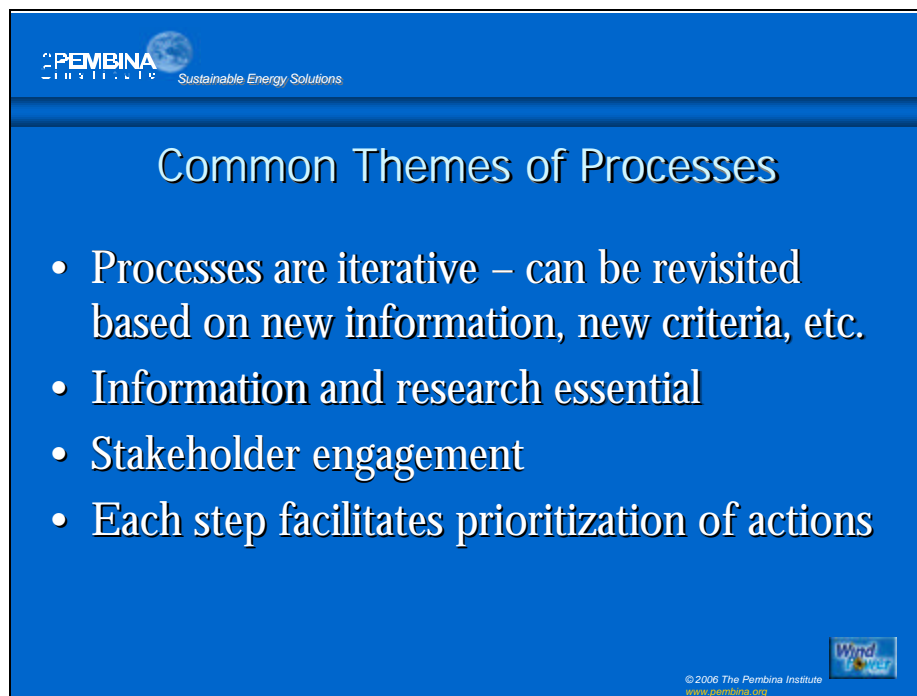 PEMBINA
Sustainable Energy Solutions
Common Themes of Processes
• Processes are iterative – can be revisited
based on new information, new criteria, etc.
• Information and research essential
• Stakeholder engagement
• Each step facilitates prioritization of actions
Wind
Power
© 2006 The Pembina Institute
www.pembina.org